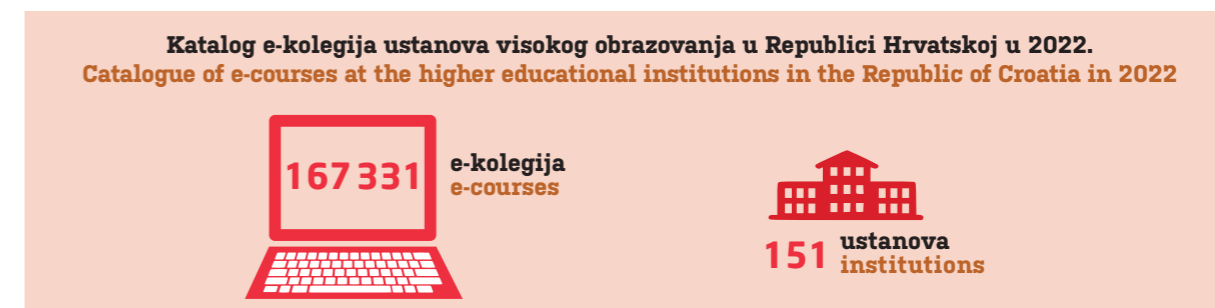 Katalog e-kolegija ustanova visokog obrazovanja u Republici Hrvatskoj u 2022.
Catalogue of e-courses at the higher educational institutions in the Republic of Croatia in 2022
167 331
e-kolegija
e-courses
151
ustanova
institutions